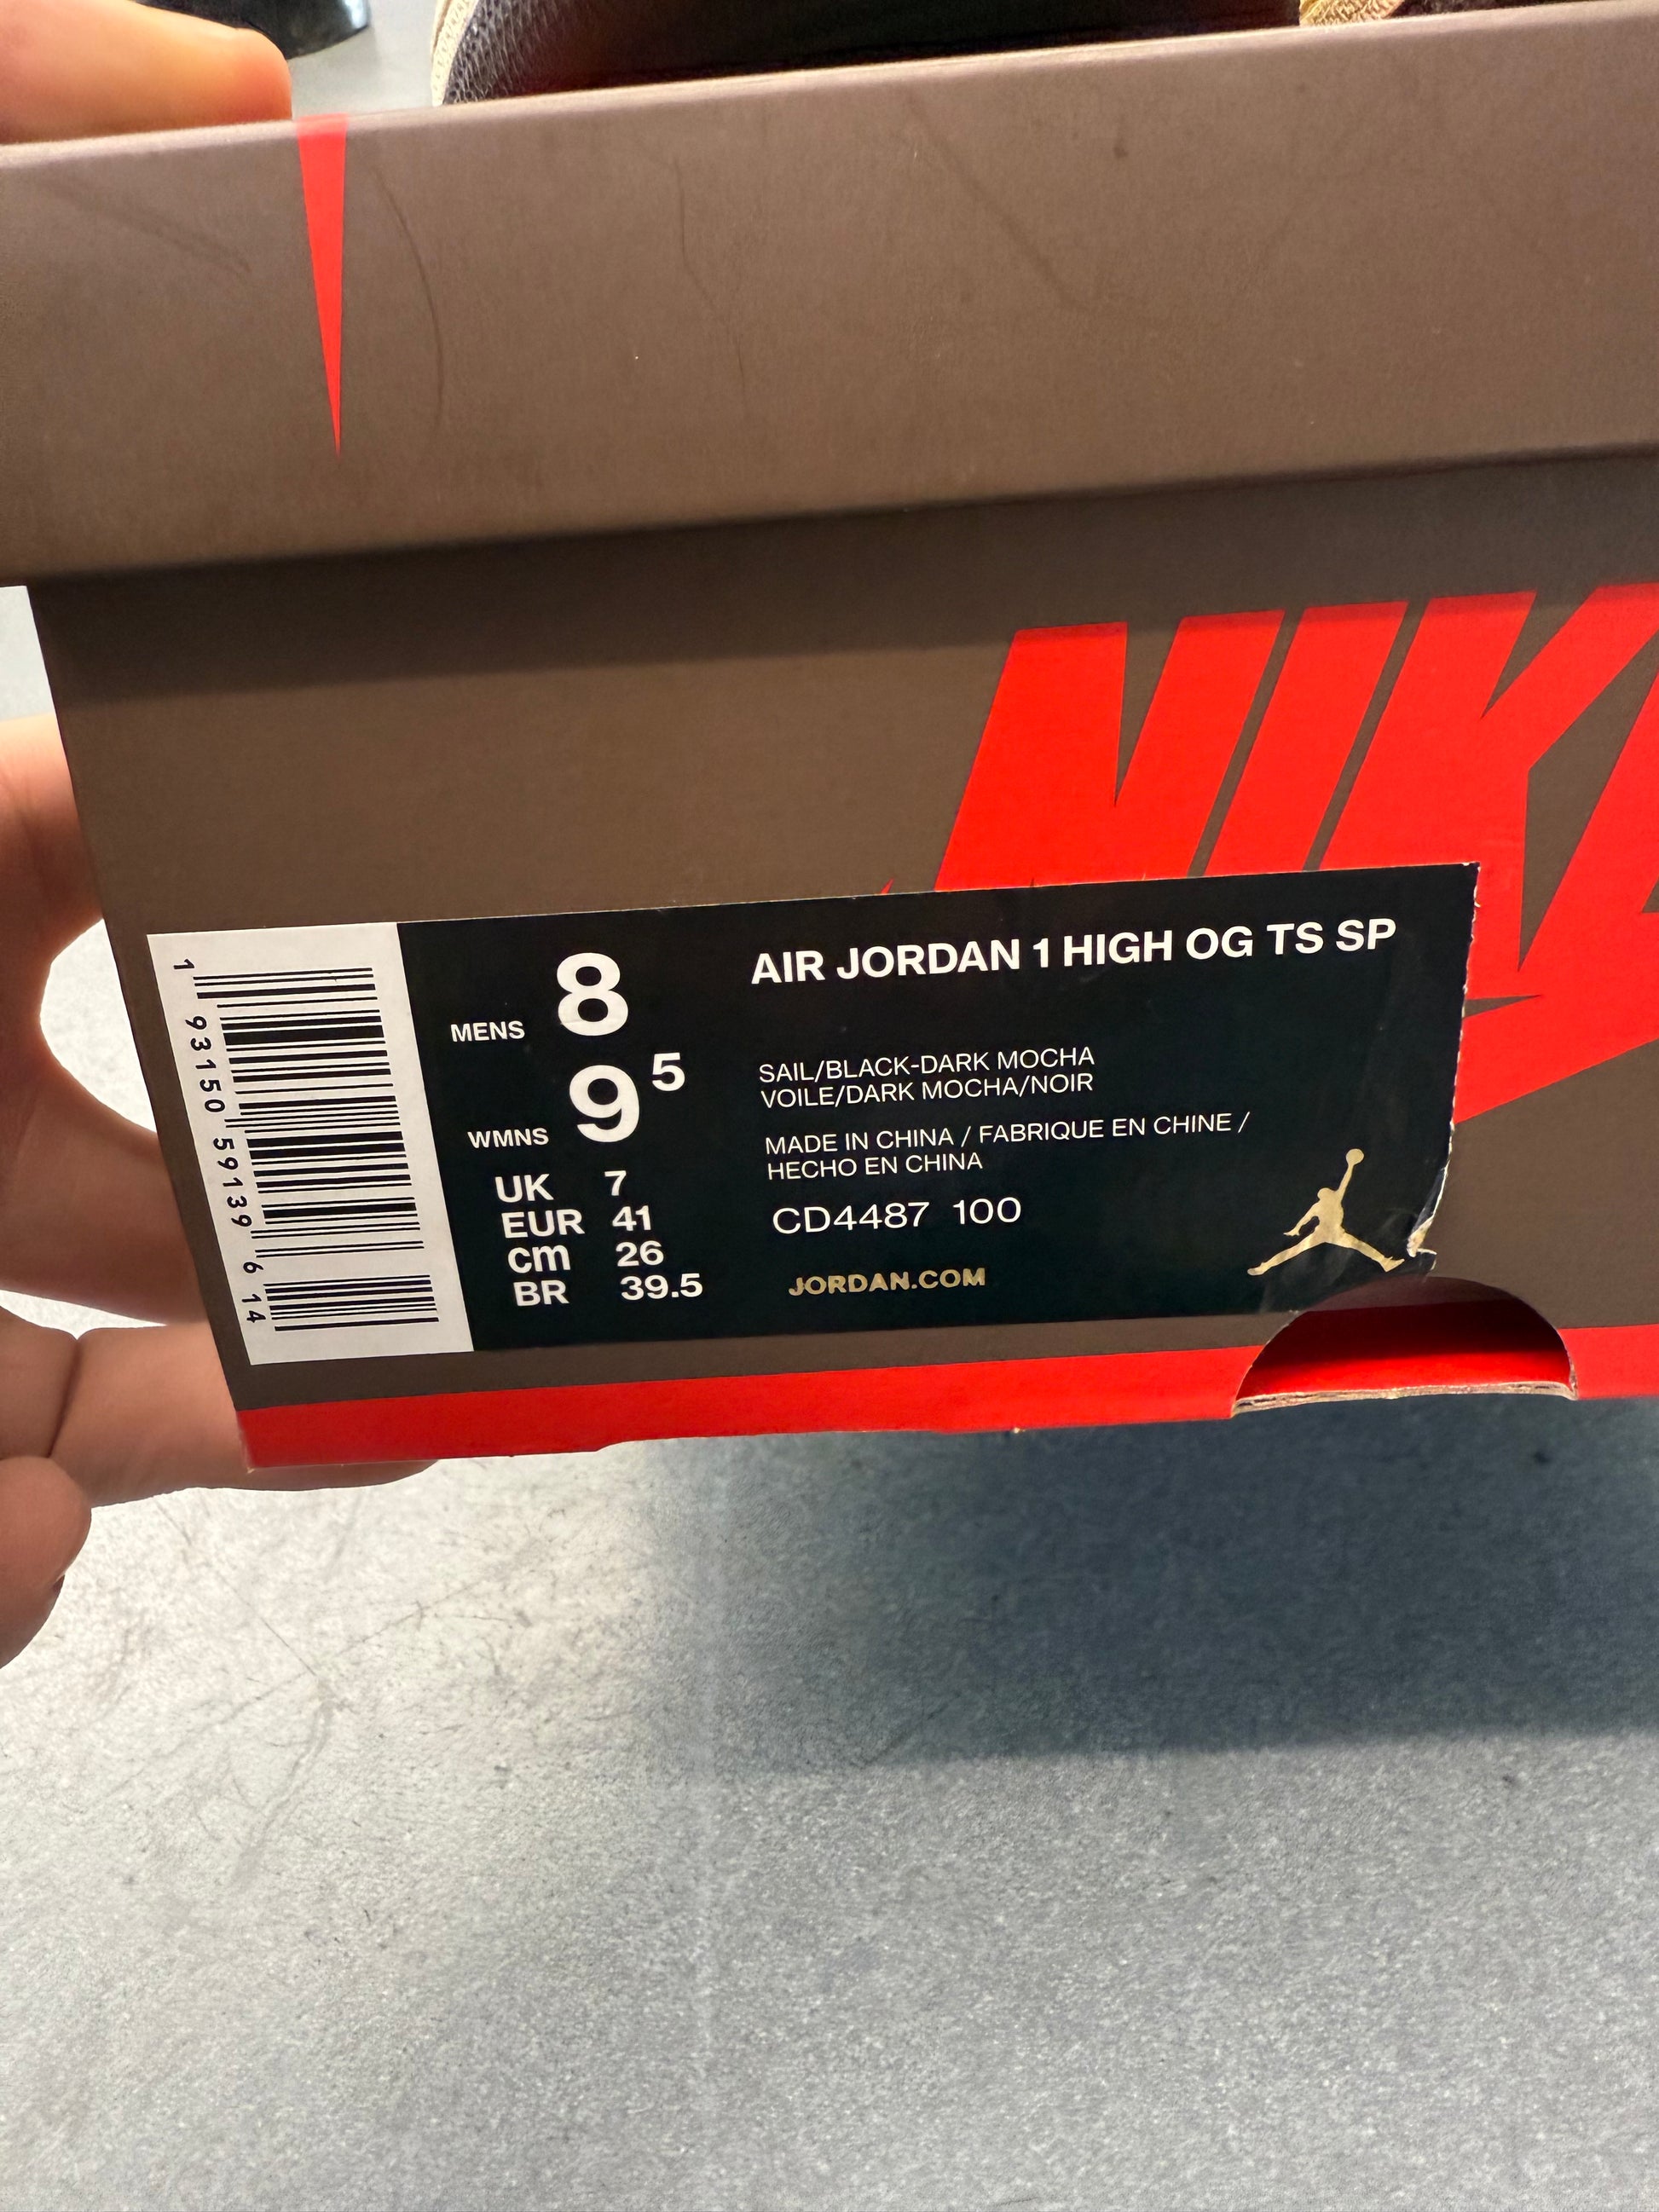 NIKE
1 93150 59139 6 14
MENS 8
WMNS 9 5
UK 7
EUR 41
cm 26
BR 39.5
AIR JORDAN 1 HIGH OG TS SP
SAIL/BLACK-DARK MOCHA
VOILE/DARK MOCHA/NOIR
MADE IN CHINA / FABRIQUE EN CHINE /
HECHO EN CHINA
CD4487 100
JORDAN.COM